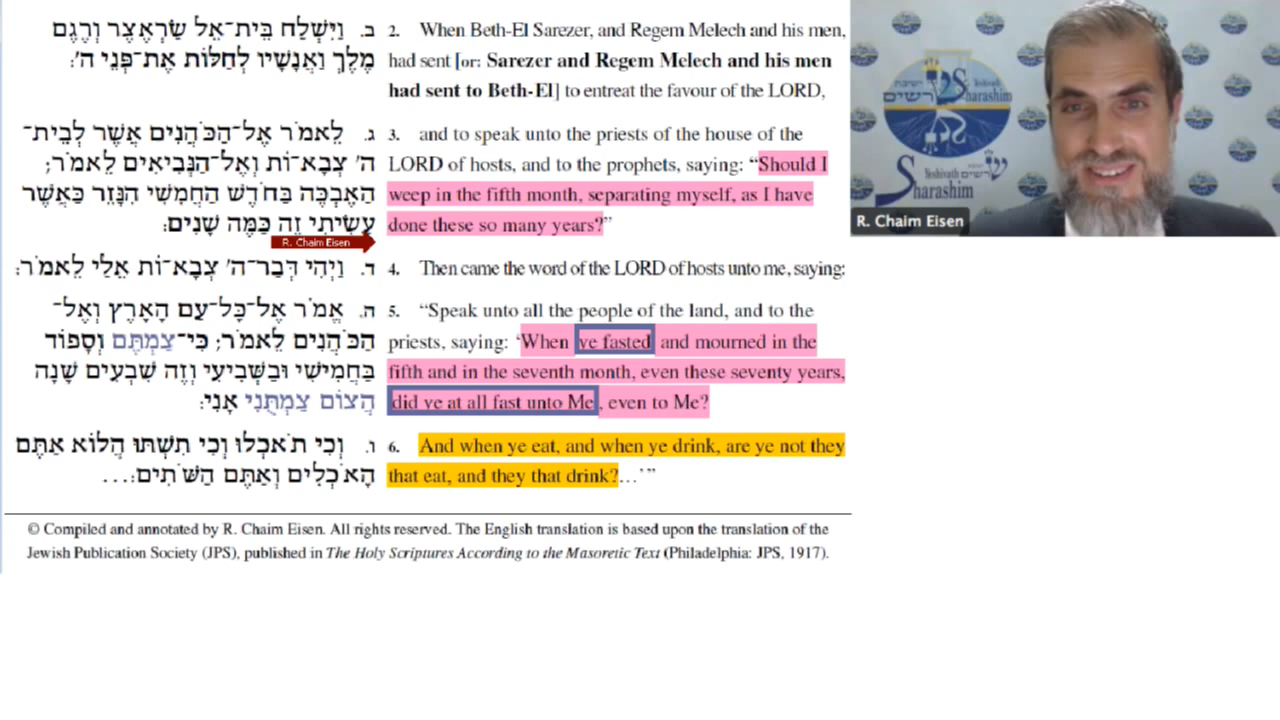 ב. וַיִּשְׁלַח בֵּית־אֵל שַׂרְאֶצֶר וְרֶגֶם
מֶלֶךְ וַאֲנָשָׁיו לְחַלּוֹת אֶת־פְּנֵי ה':
2. When Beth-El Sarezer, and Regem Melech and his men,
had sent [or: Sarezer and Regem Melech and his men
had sent to Beth-El] to entreat the favour of the LORD,
ג. לֵאמֹר אֶל־הַכֹּהֲנִים אֲשֶׁר לְבֵית־
ה' צְבָא־וֹת וְאֶל־הַנְּבִיאִים לֵאמֹר;
הַאֶבְכֶּה בַּחֹדֶשׁ הַחֲמִשִׁי הִנָּזֵר כַּאֲשֶׁר
עָשִׂיתִי זֶה כַּמֶּה שָׁנִים:
3. and to speak unto the priests of the house of the
LORD of hosts, and to the prophets, saying: “Should I
weep in the fifth month, separating myself, as I have
done these so many years?”
R. Chaim Eisen
ד. וַיְהִי דְּבַר־ה' צְבָא־וֹת אֵלַי לֵאמֹר:
4. Then came the word of the LORD of hosts unto me, saying:
ה. אֱמֹר אֶל־כָּל־עַם הָאָרֶץ וְאֶל־
הַכֹּהֲנִים לֵאמֹר; כִּי־צַמְתֶּם וְסָפוֹד
בַּחֲמִישִׁי וּבַשְּׁבִיעִי וְזֶה שִׁבְעִים שָׁנָה
הֲצוֹם צַמְתֻּנִי אָנִי:
5. “Speak unto all the people of the land, and to the
priests, saying: ‘When ye fasted and mourned in the
fifth and in the seventh month, even these seventy years,
did ye at all fast unto Me, even to Me?
ו. וְכִי תֹאכְלוּ וְכִי תִשְׁתּוּ הֲלוֹא אַתֶּם
הָאֹכְלִים וְאַתֶּם הַשֹּׁתִים:...
6. And when ye eat, and when ye drink, are ye not they
that eat, and they that drink?…’”
© Compiled and annotated by R. Chaim Eisen. All rights reserved. The English translation is based upon the translation of the
Jewish Publication Society (JPS), published in The Holy Scriptures According to the Masoretic Text (Philadelphia: JPS, 1917).
ישיבת
שרשים
Yeshivath
Sharashim
Yeshivath שרשים
Sharashim
R. Chaim Eisen